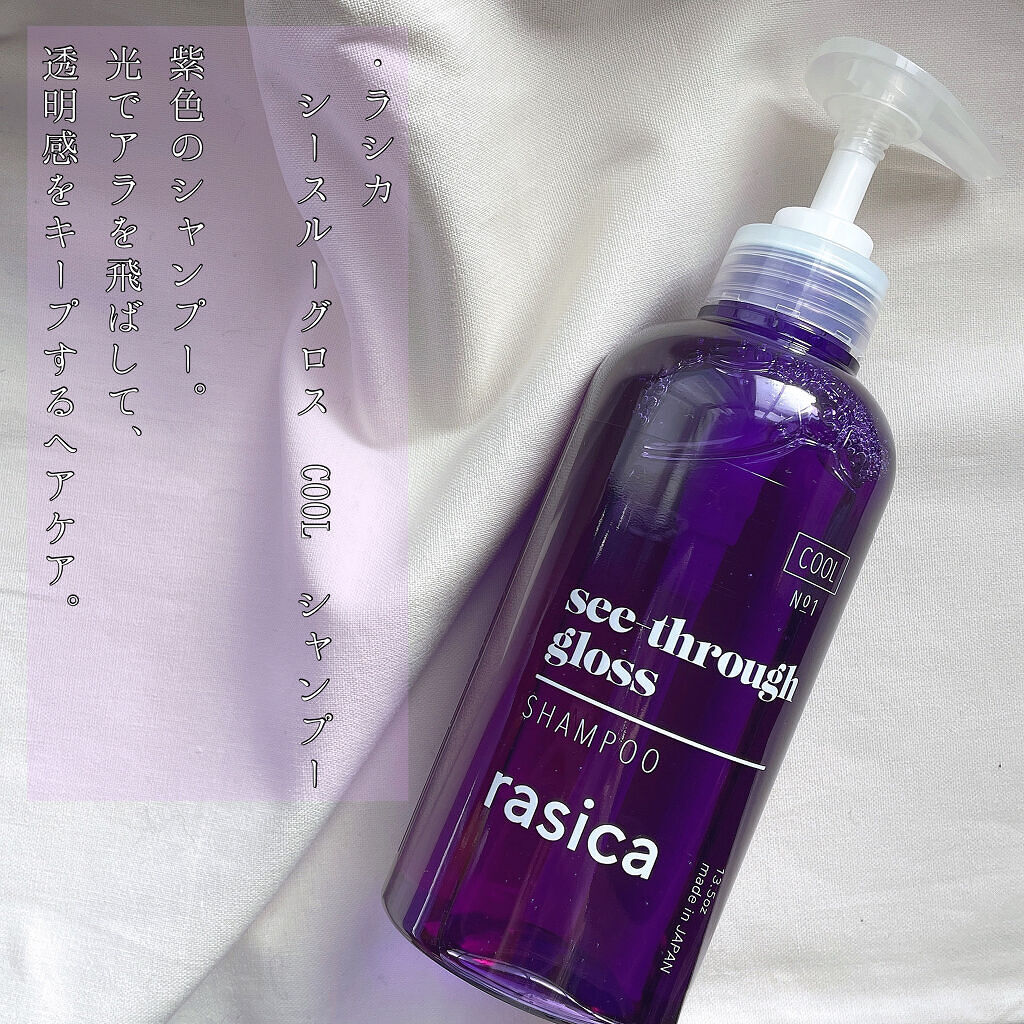 ・ラシカ
シースルーグロス COOL シャンプー
紫色のシャンプー。
光でアラを飛ばして、
透明感をキープするヘアケア。
COOL
No1
see-through
gloss
SHAMPOO
rasica
13.5oz
made in JAPAN